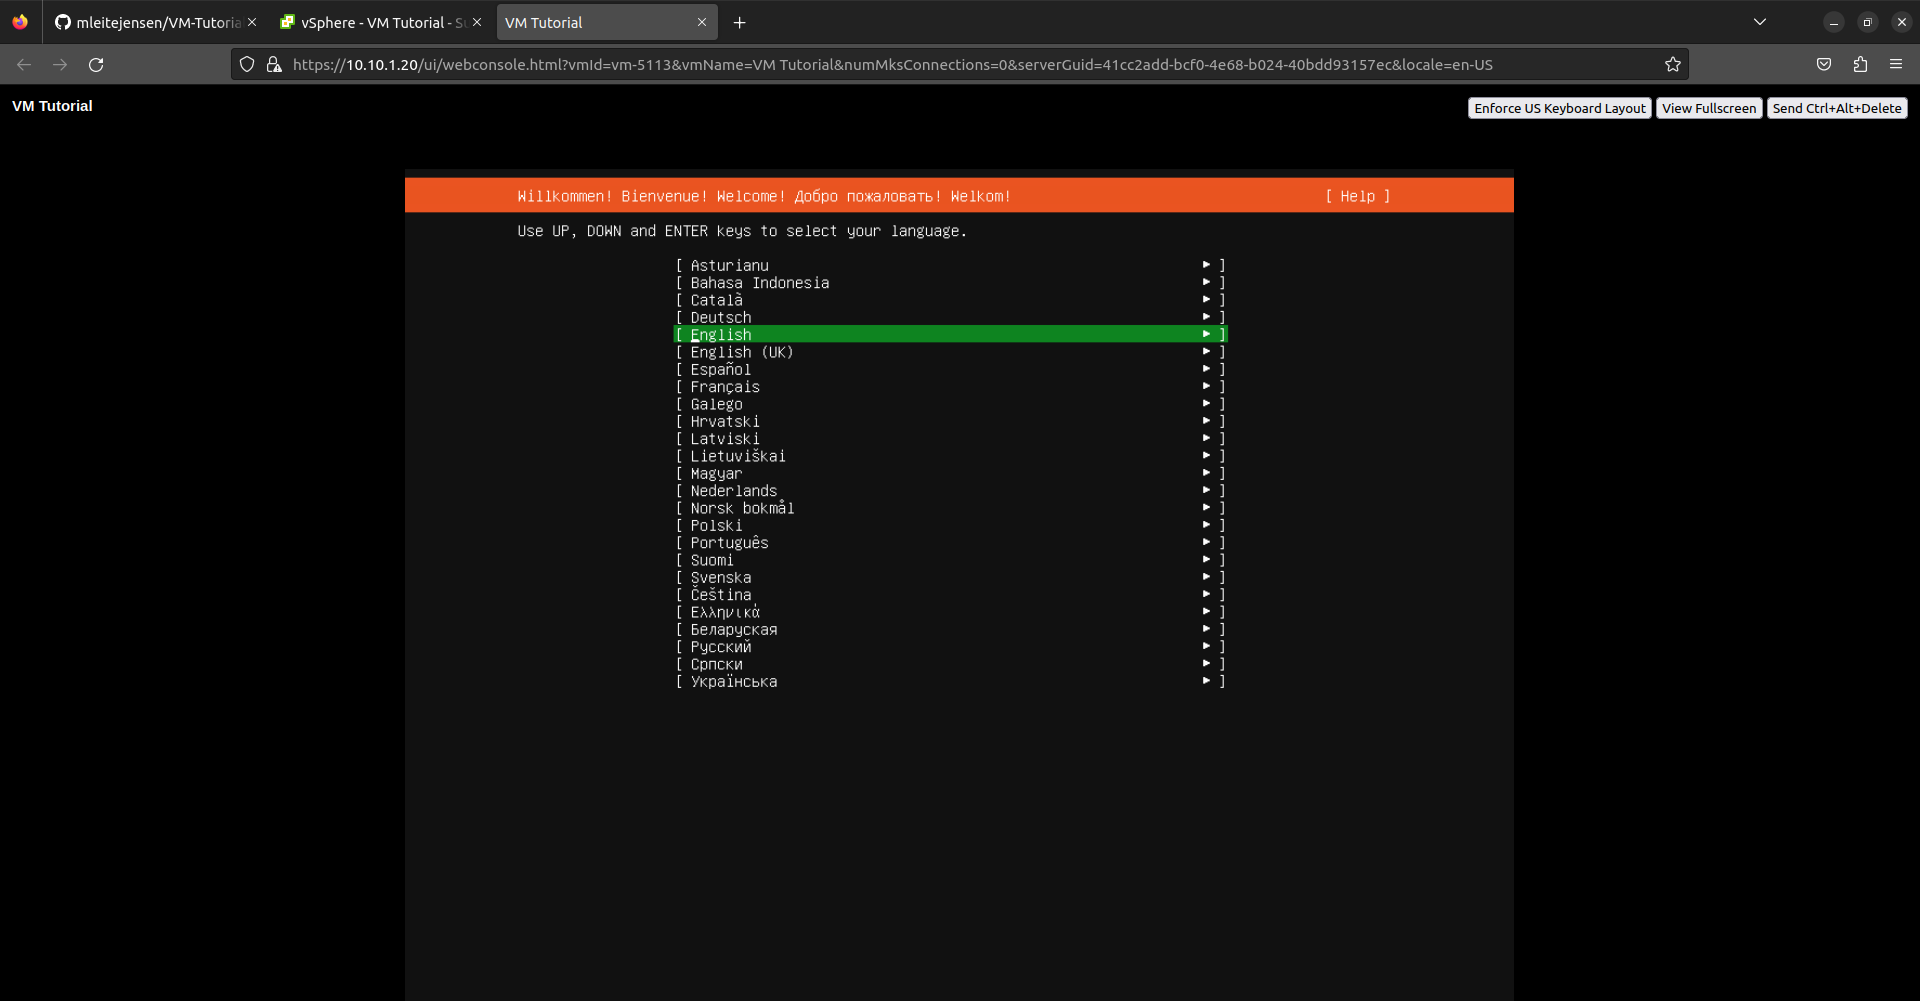 mleitejensen/VM-Tutoria
vSphere - VM Tutorial - Su
VM Tutorial
https://10.10.1.20/ui/webconsole.html?vmId=vm-5113&vmName=VM Tutorial&numMksConnections=0&serverGuid=41cc2add-bcf0-4e68-b024-40bdd93157ec&locale=en-US
VM Tutorial
Enforce US Keyboard Layout
View Fullscreen
Send Ctrl+Alt+Delete
Willkommen! Bienvenue! Welcome! Добро пожаловать! Welkom! [ Help ]
Use UP, DOWN and ENTER keys to select your language.
[ Asturianu ► ]
[ Bahasa Indonesia ► ]
[ Català ► ]
[ Deutsch ► ]
[ English ► ]
[ English (UK) ► ]
[ Español ► ]
[ Français ► ]
[ Galego ► ]
[ Hrvatski ► ]
[ Latviski ► ]
[ Lietuviškai ► ]
[ Magyar ► ]
[ Nederlands ► ]
[ Norsk bokmål ► ]
[ Polski ► ]
[ Português ► ]
[ Suomi ► ]
[ Svenska ► ]
[ Čeština ► ]
[ Ελληνικά ► ]
[ Беларуская ► ]
[ Русский ► ]
[ Српски ► ]
[ Українська ► ]